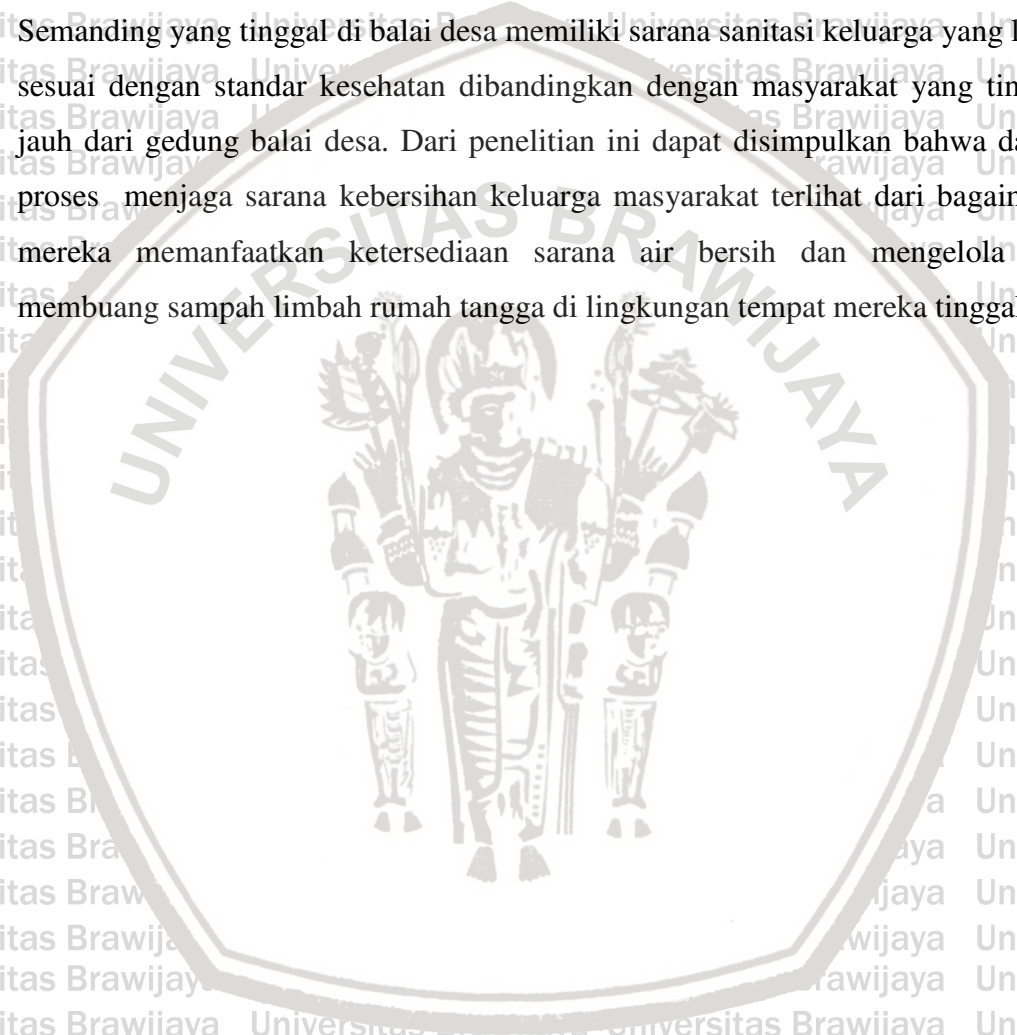 Semanding yang tinggal di balai desa memiliki sarana sanitasi keluarga yang
sesuai dengan standar kesehatan dibandingkan dengan masyarakat yang
jauh dari gedung balai desa. Dari penelitian ini dapat disimpulkan bahwa
proses menjaga sarana kebersihan keluarga masyarakat terlihat dari
mereka memanfaatkan ketersediaan sarana air bersih dan mengelola
membuang sampah limbah rumah tangga di lingkungan tempat mereka tinggal
UNIVERSITAS BRAWIJAYA